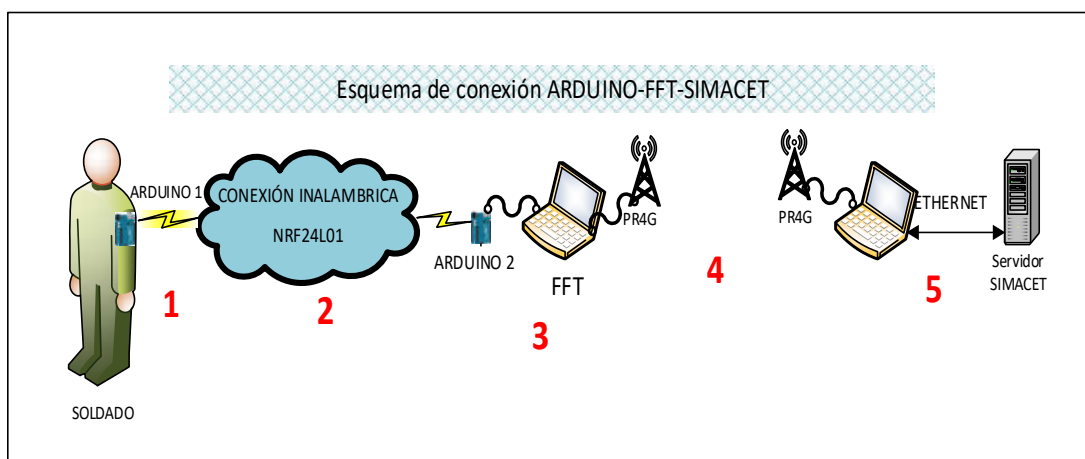 Esquema de conexión ARDUINO-FFT-SIMACET
ARDUINO 1
CONEXIÓN INALAMBRICA
NRF24L01
ARDUINO 2
FFT
PR4G
PR4G
ETHERNET
Servidor
SIMACET
1
2
3
4
5
SOLDADO